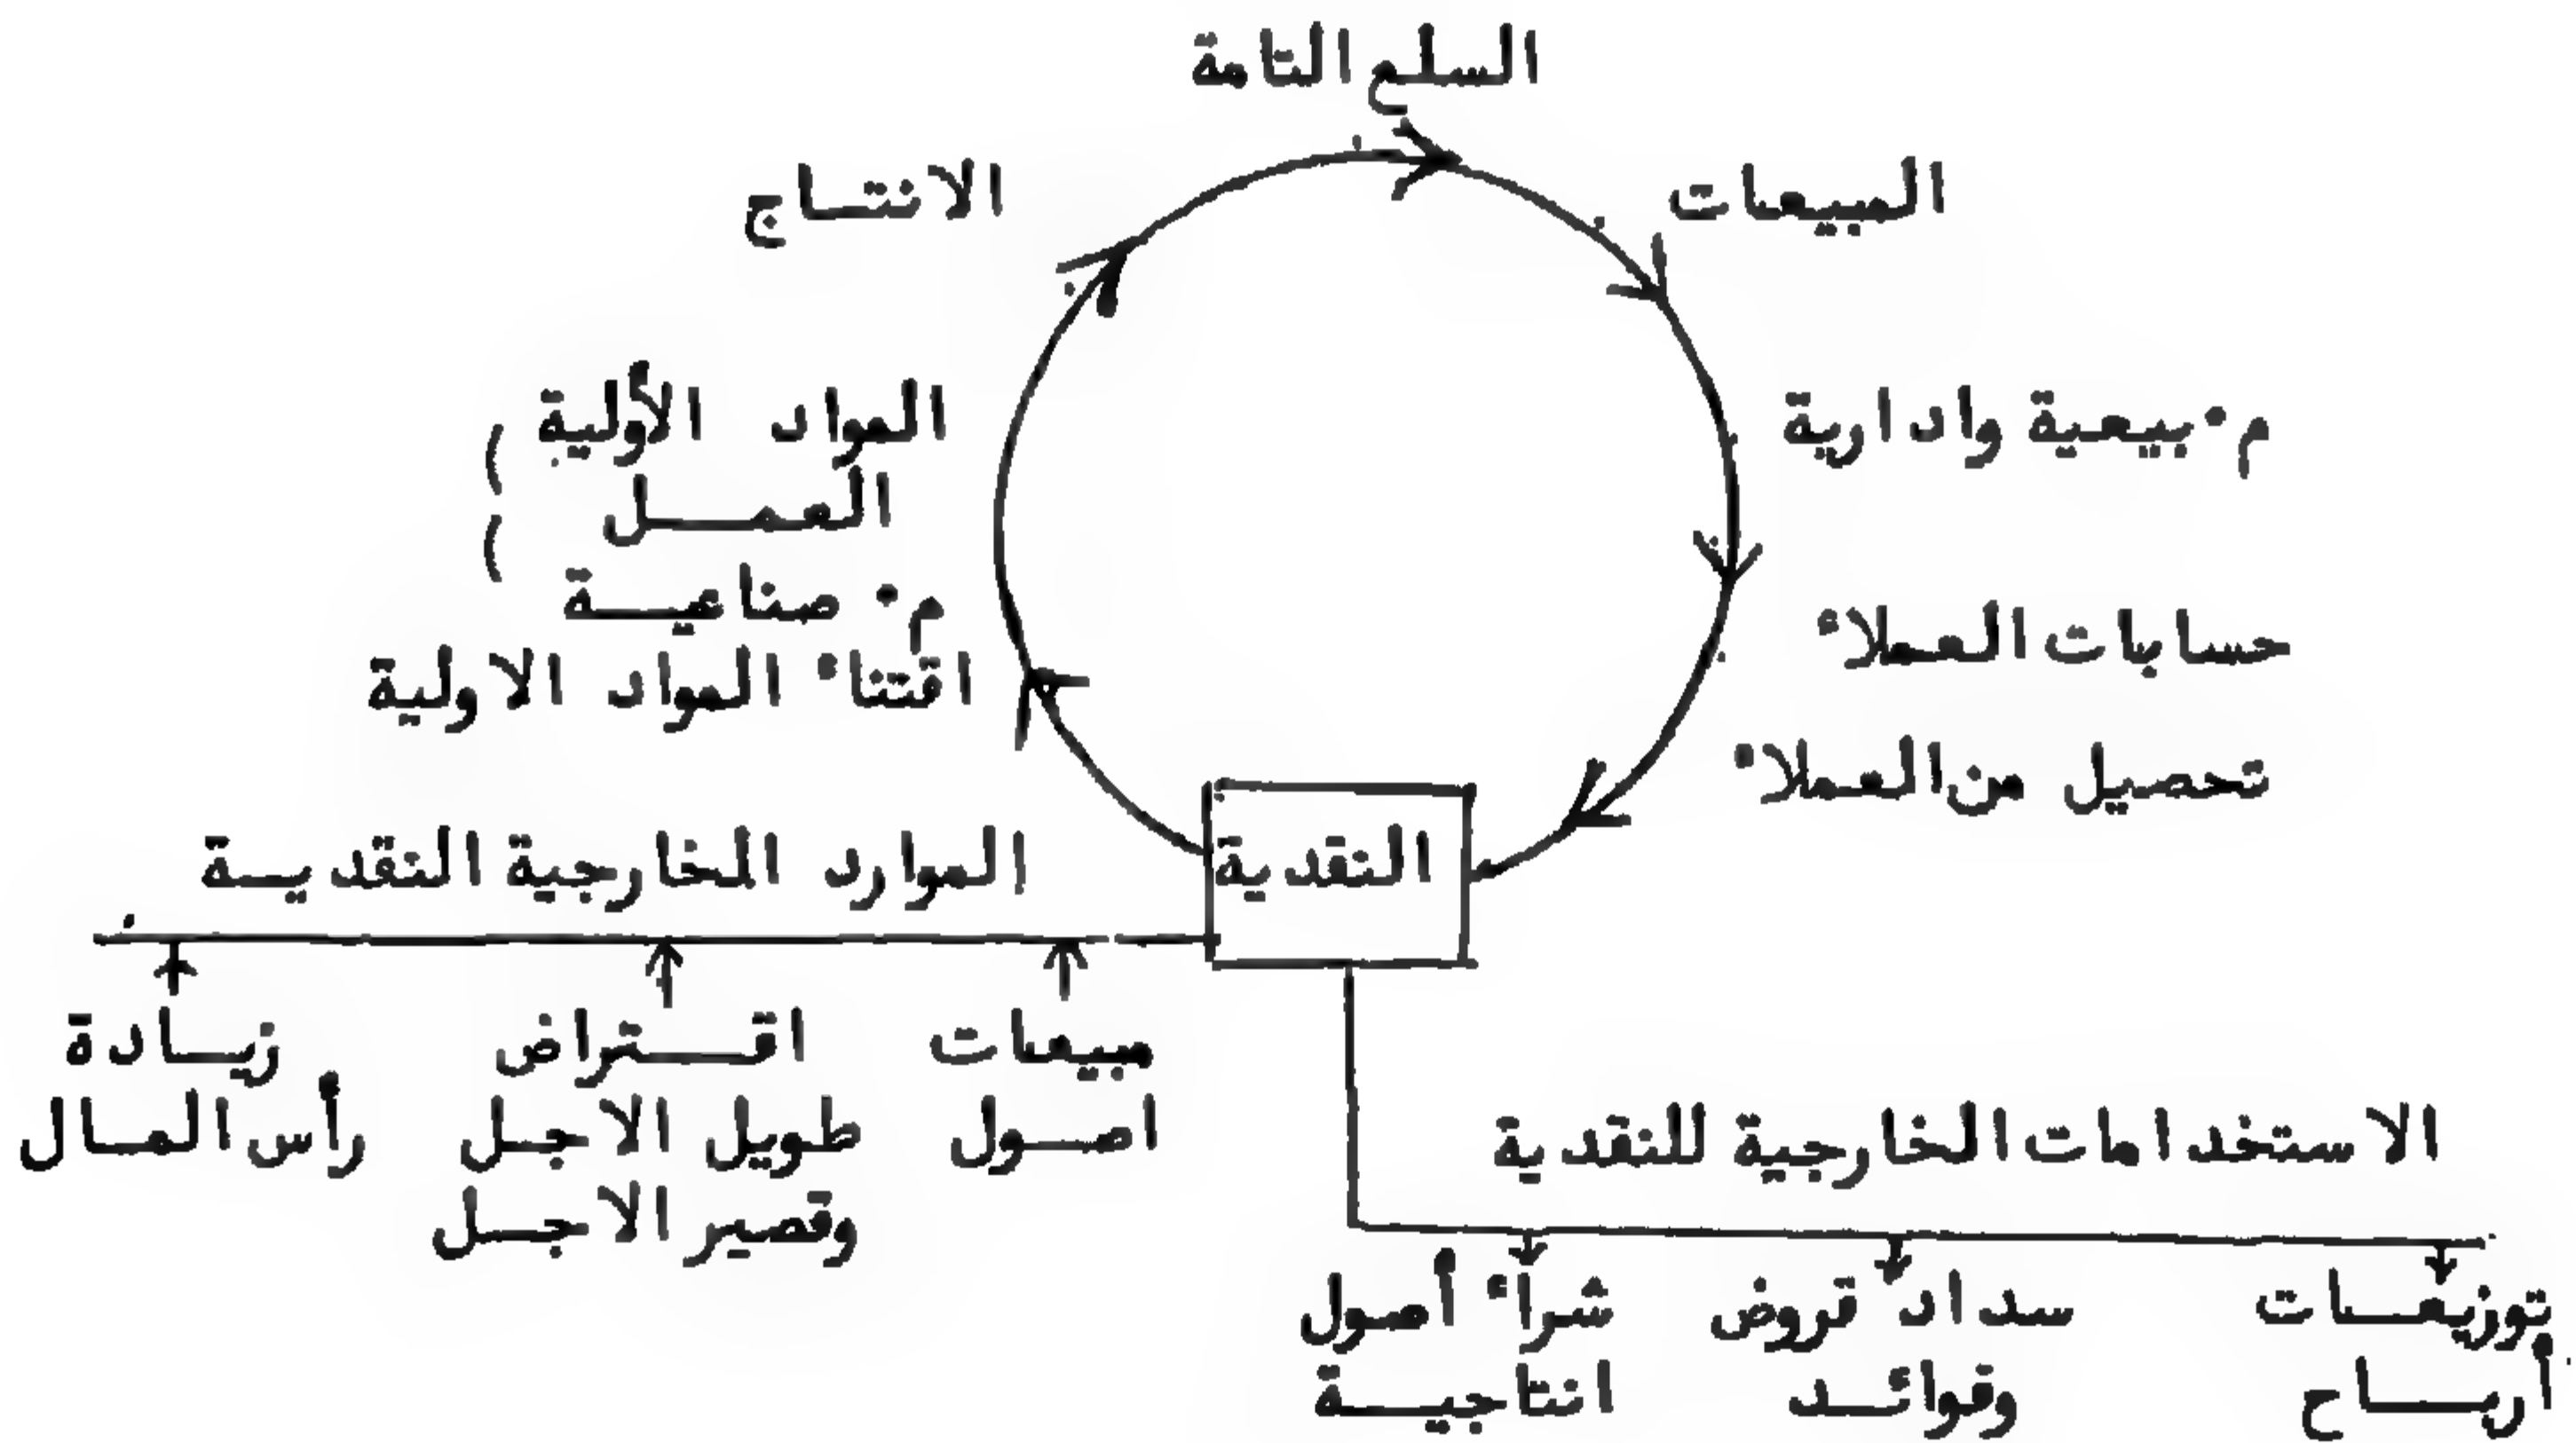 السلع التامة
المبيعات
الانتاج
م. بيعية وادارية
المواد الأولية
العمل
م. صناعية
اقتناء المواد الاولية
حسابات العملاء
تحصيل من العملاء
النقدية
الموارد الخارجية النقدية
مبيعات
اصول
اقتراض
طويل الاجل
وقصير الاجل
زيادة
رأس المال
الاستخدامات الخارجية للنقدية
توزيعات
أرباح
سداد قروض
وفوائد
شراء أصول
انتاجية